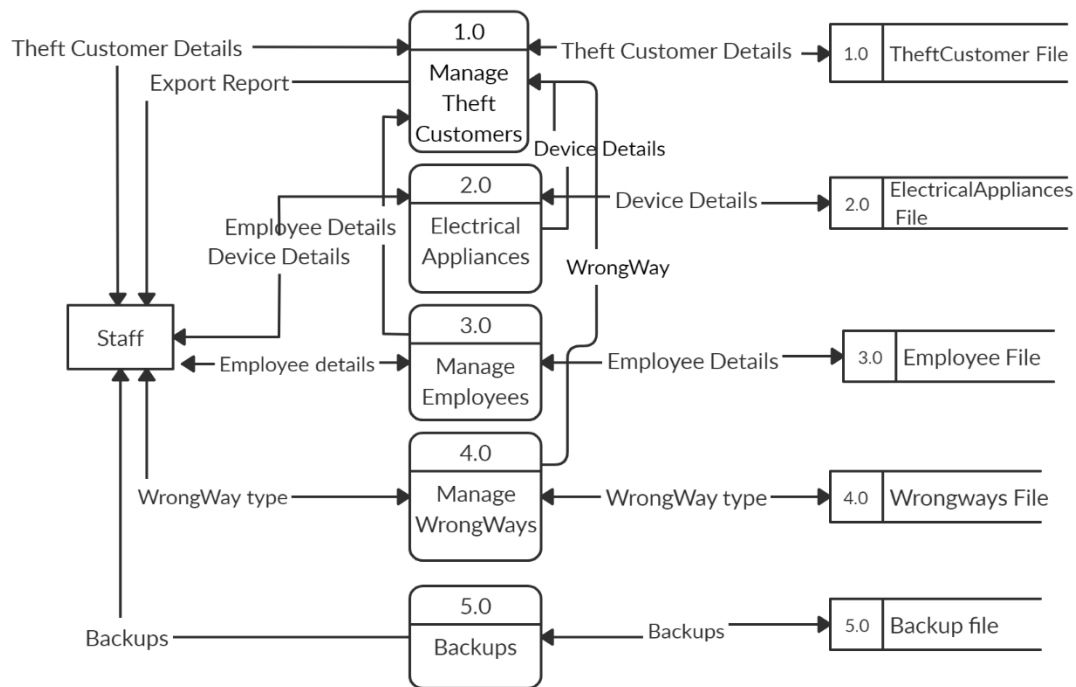 1.0
Theft Customer Details
Theft Customer Details
1.0
TheftCustomer File
Export Report
Manage
Theft
Customers
Device Details
2.0
Device Details
2.0
ElectricalAppliances
File
Employee Details
Device Details
Electrical
Appliances
WrongWay
Staff
3.0
Employee details
Manage
Employees
Employee Details
3.0
Employee File
4.0
WrongWay type
Manage
WrongWays
WrongWay type
4.0
Wrongways File
5.0
Backups
Backups
Backups
5.0
Backup file